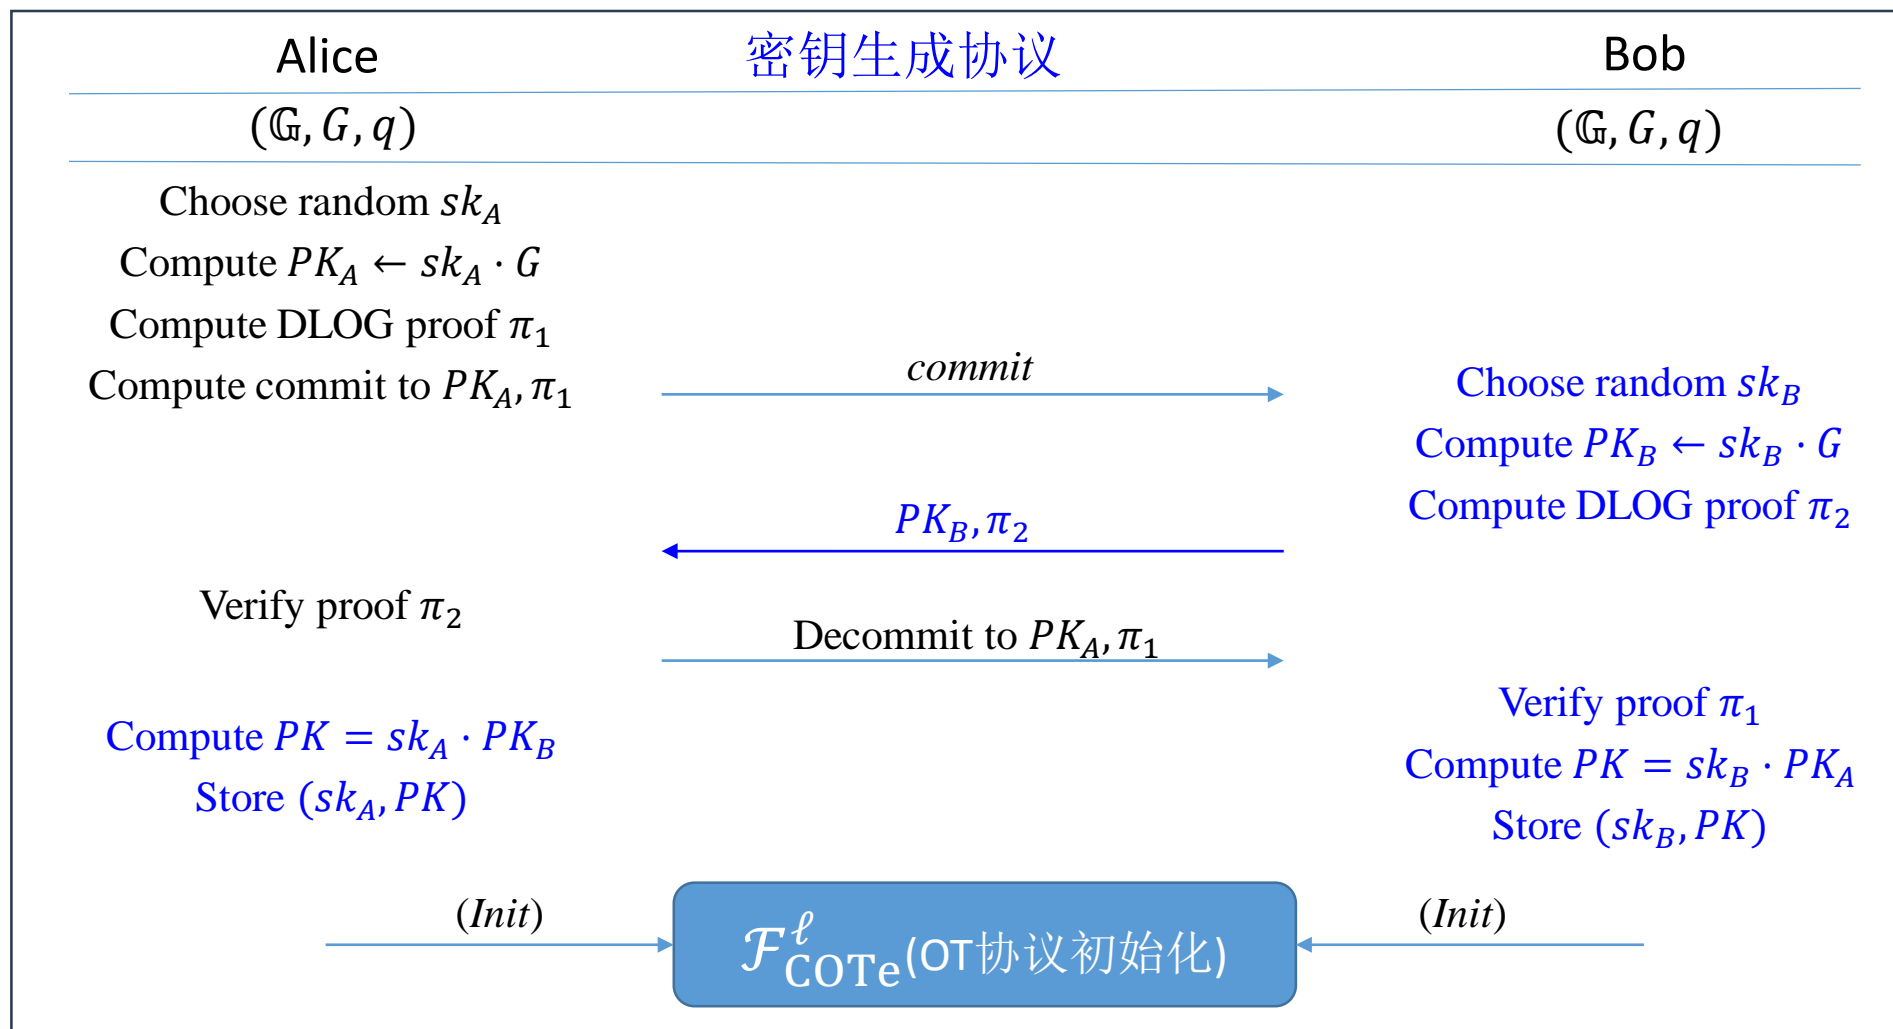 Alice 密钥生成协议 Bob
(𝔾, G, q) (𝔾, G, q)
Choose random sk_A
Compute PK_A ← sk_A · G
Compute DLOG proof π_1
Compute commit to PK_A, π_1
commit
Choose random sk_B
Compute PK_B ← sk_B · G
Compute DLOG proof π_2
PK_B, π_2
Verify proof π_2
Decommit to PK_A, π_1
Verify proof π_1
Compute PK = sk_A · PK_B
Compute PK = sk_B · PK_A
Store (sk_A, PK)
Store (sk_B, PK)
(Init) (Init)
ℱ^ℓ_COTe(OT协议初始化)